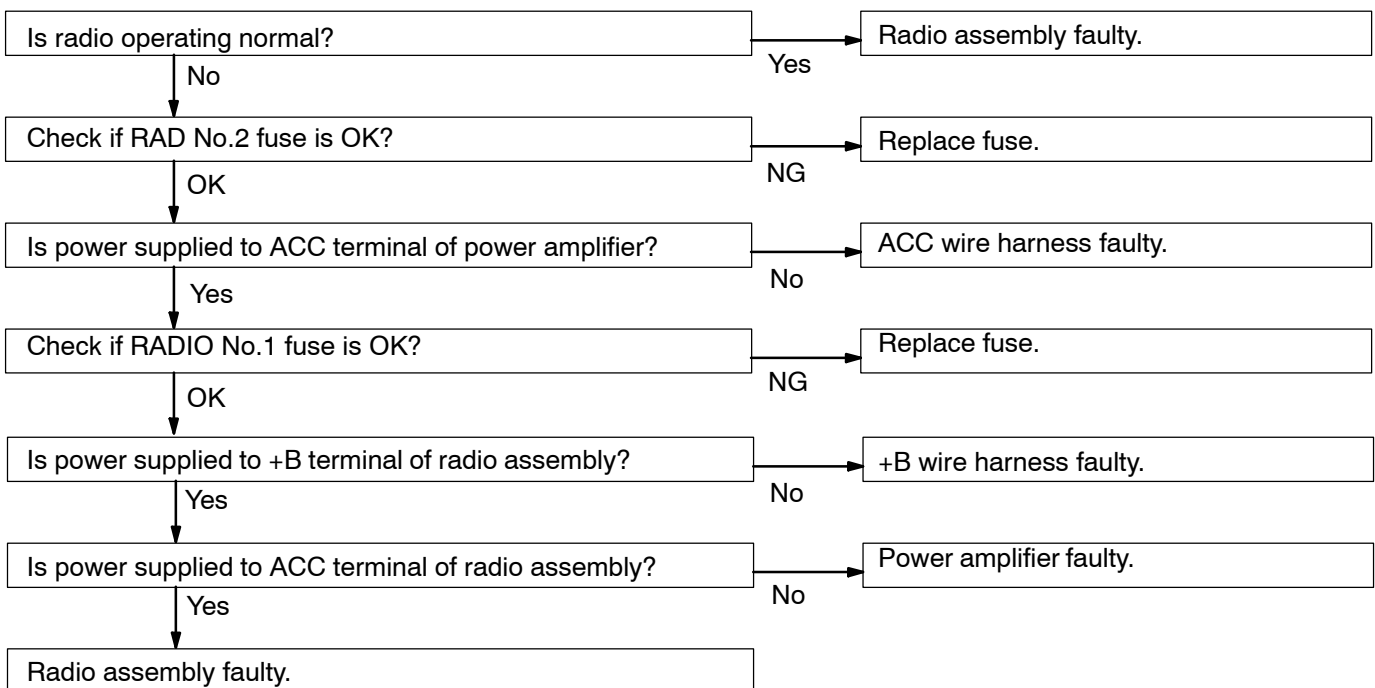 Is radio operating normal?
Radio assembly faulty.
Yes
No
Check if RAD No.2 fuse is OK?
Replace fuse.
NG
OK
Is power supplied to ACC terminal of power amplifier?
ACC wire harness faulty.
No
Yes
Check if RADIO No.1 fuse is OK?
Replace fuse.
NG
OK
Is power supplied to +B terminal of radio assembly?
+B wire harness faulty.
No
Yes
Is power supplied to ACC terminal of radio assembly?
Power amplifier faulty.
No
Yes
Radio assembly faulty.